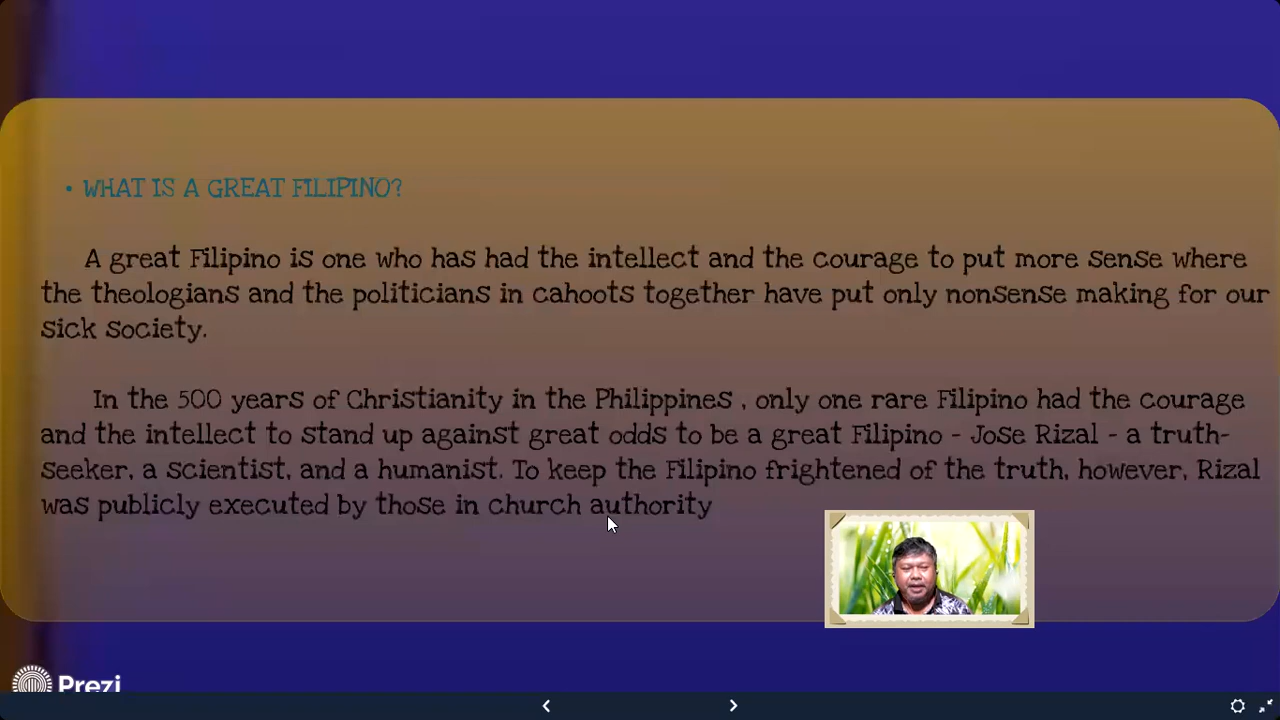 • WHAT IS A GREAT FILIPINO?
A great Filipino is one who has had the intellect and the courage to put more sense where
the theologians and the politicians in cahoots together have put only nonsense making for our
sick society.
In the 500 years of Christianity in the Philippines , only one rare Filipino had the courage
and the intellect to stand up against great odds to be a great Filipino - Jose Rizal - a truth-
seeker, a scientist, and a humanist. To keep the Filipino frightened of the truth, however, Rizal
was publicly executed by those in church authority
Prezi